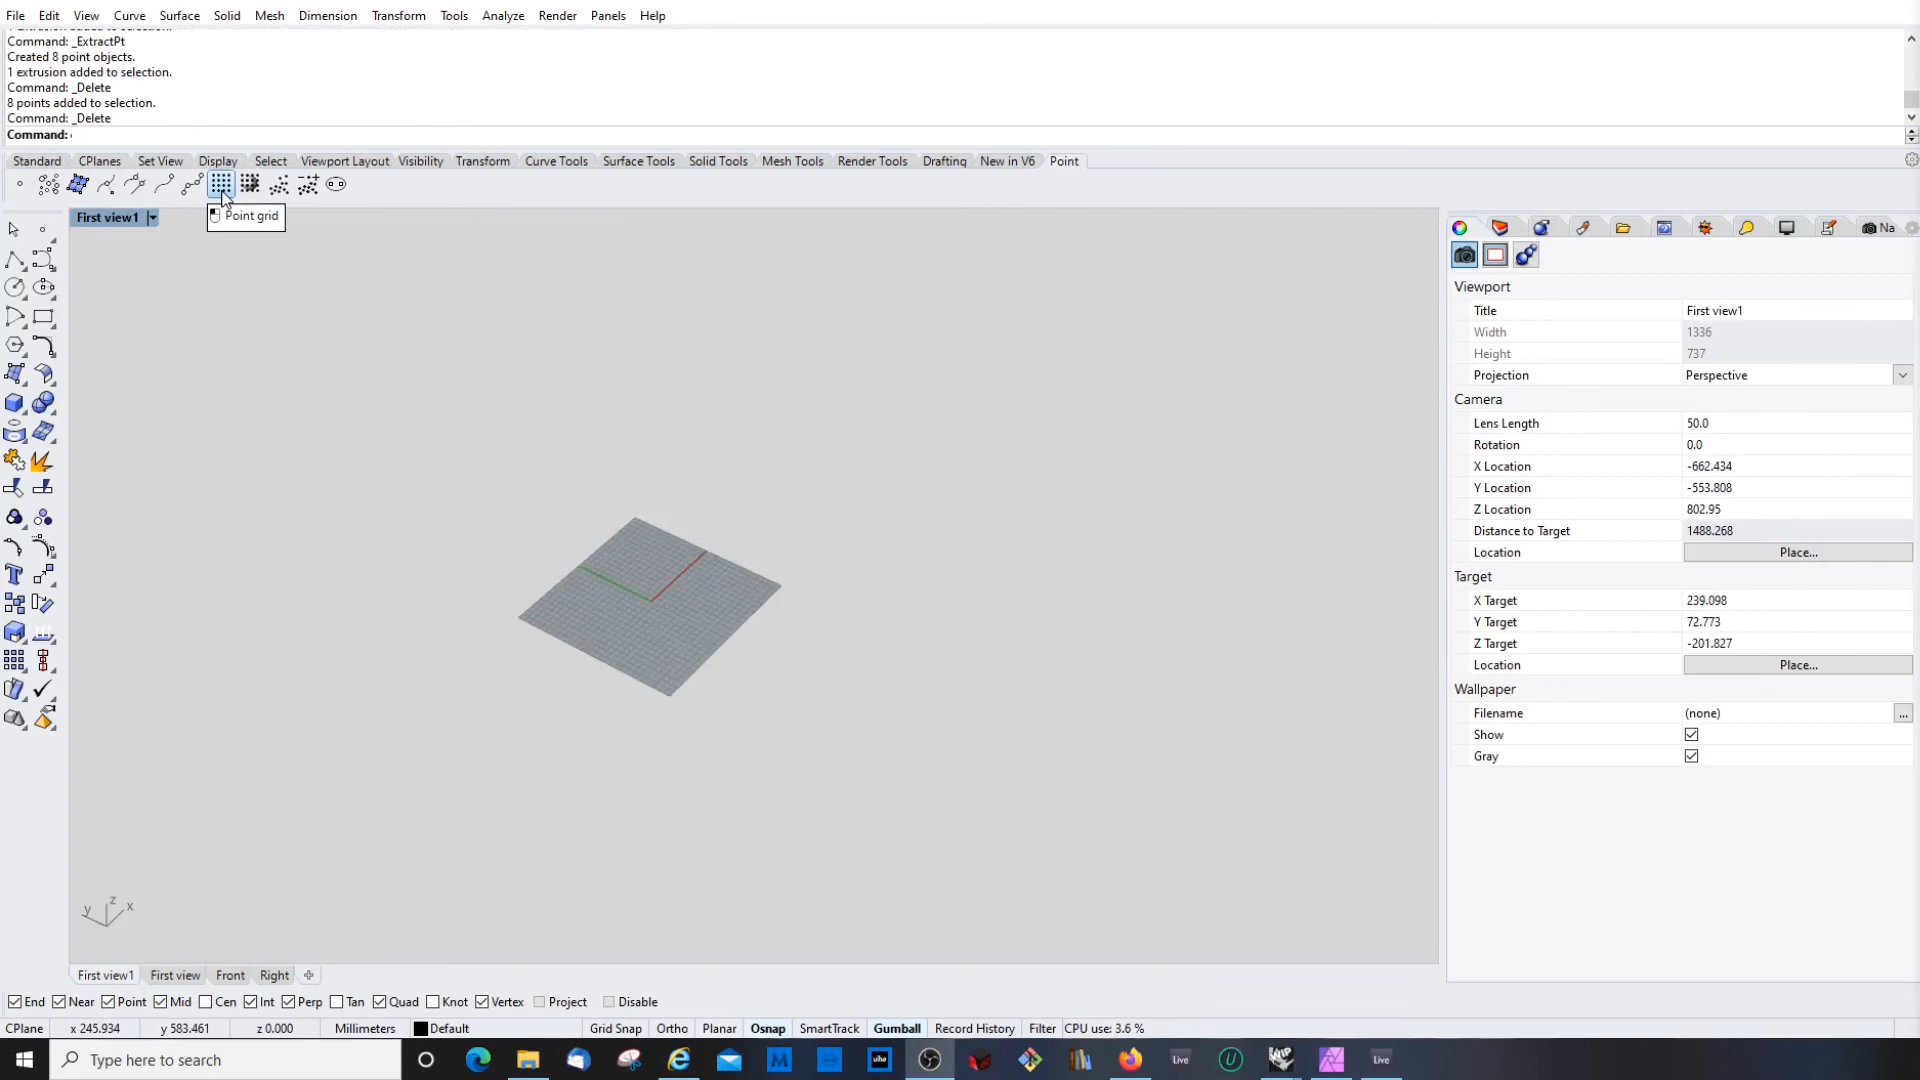 File Edit View Curve Surface Solid Mesh Dimension Transform Tools Analyze Render Panels Help
Command: _ExtractPt
Created 8 point objects.
1 extrusion added to selection.
Command: _Delete
8 points added to selection.
Command: _Delete
Command:
Standard CPlanes Set View Display Select Viewport Layout Visibility Transform Curve Tools Surface Tools Solid Tools Mesh Tools Render Tools Drafting New in V6 Point
Point grid
First view1
Na
Viewport
Title First view1
Width 1336
Height 737
Projection Perspective
Camera
Lens Length 50.0
Rotation 0.0
X Location -662.434
Y Location -553.808
Z Location 802.95
Distance to Target 1488.268
Location Place...
Target
X Target 239.098
Y Target 72.773
Z Target -201.827
Location Place...
Wallpaper
Filename (none) ...
Show
Gray
y z x
First view1 First view Front Right
End Near Point Mid Cen Int Perp Tan Quad Knot Vertex Project Disable
CPlane x 245.934 y 583.461 z 0.000 Millimeters Default Grid Snap Ortho Planar Osnap SmartTrack Gumball Record History Filter CPU use: 3.6 %
Type here to search uhe Live U Live